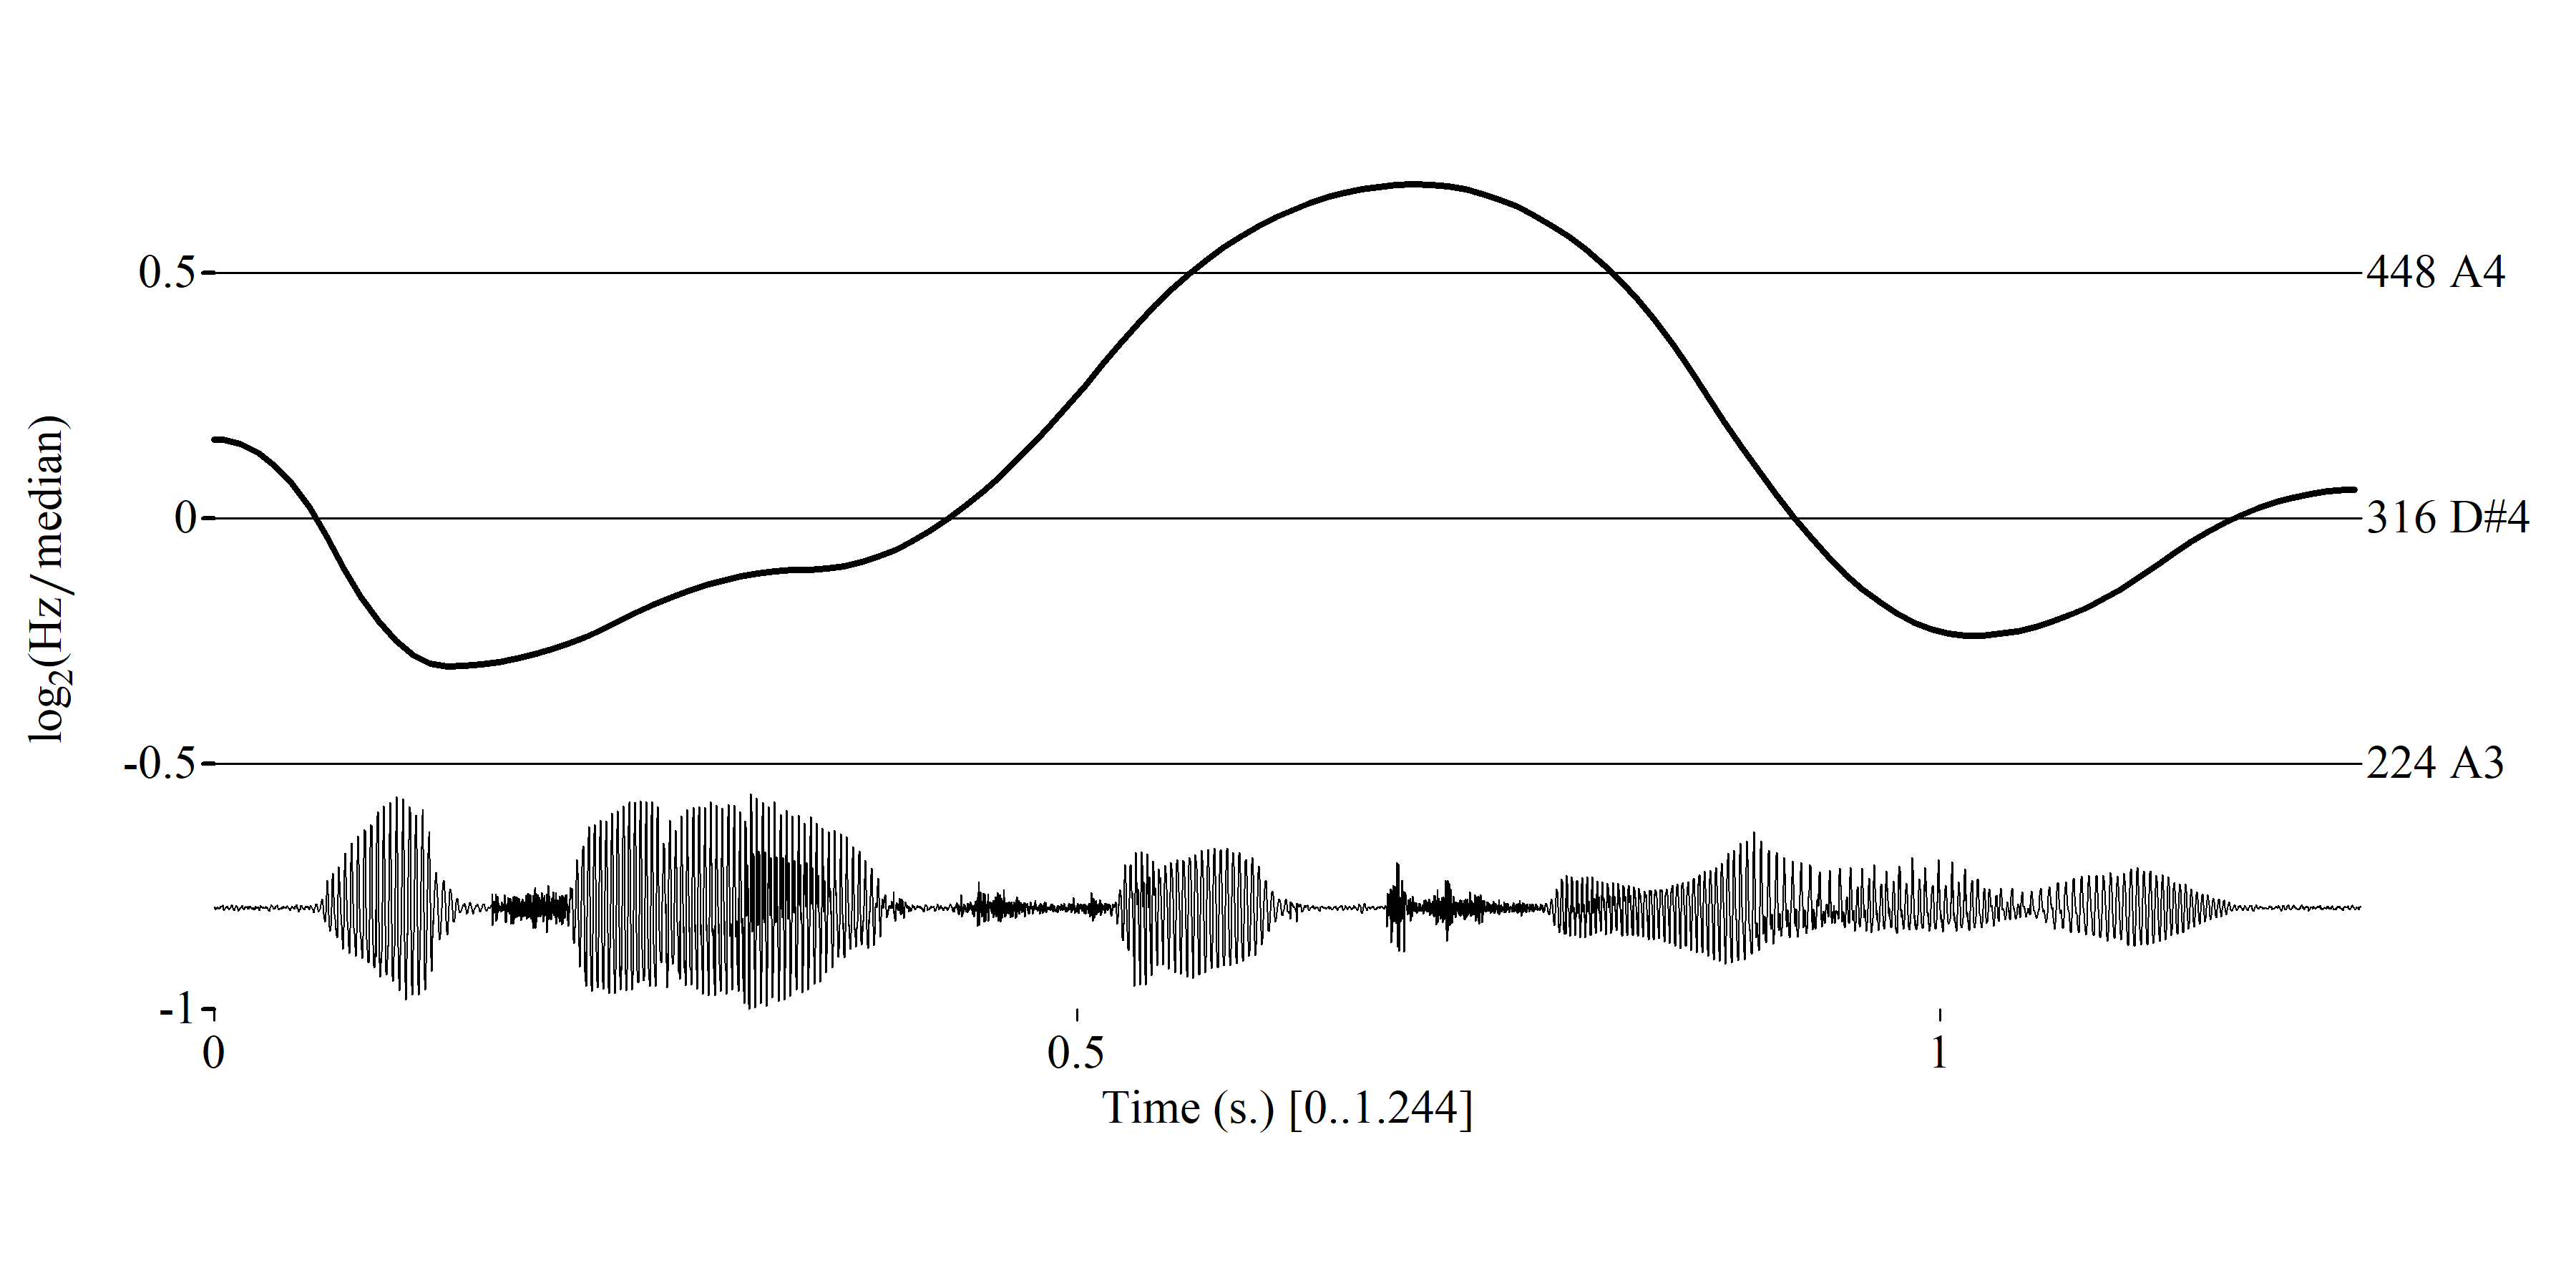 0.5
448 A4
0
316 D#4
-0.5
224 A3
-1
log2(Hz/median)
0 0.5 1
Time (s.) [0..1.244]